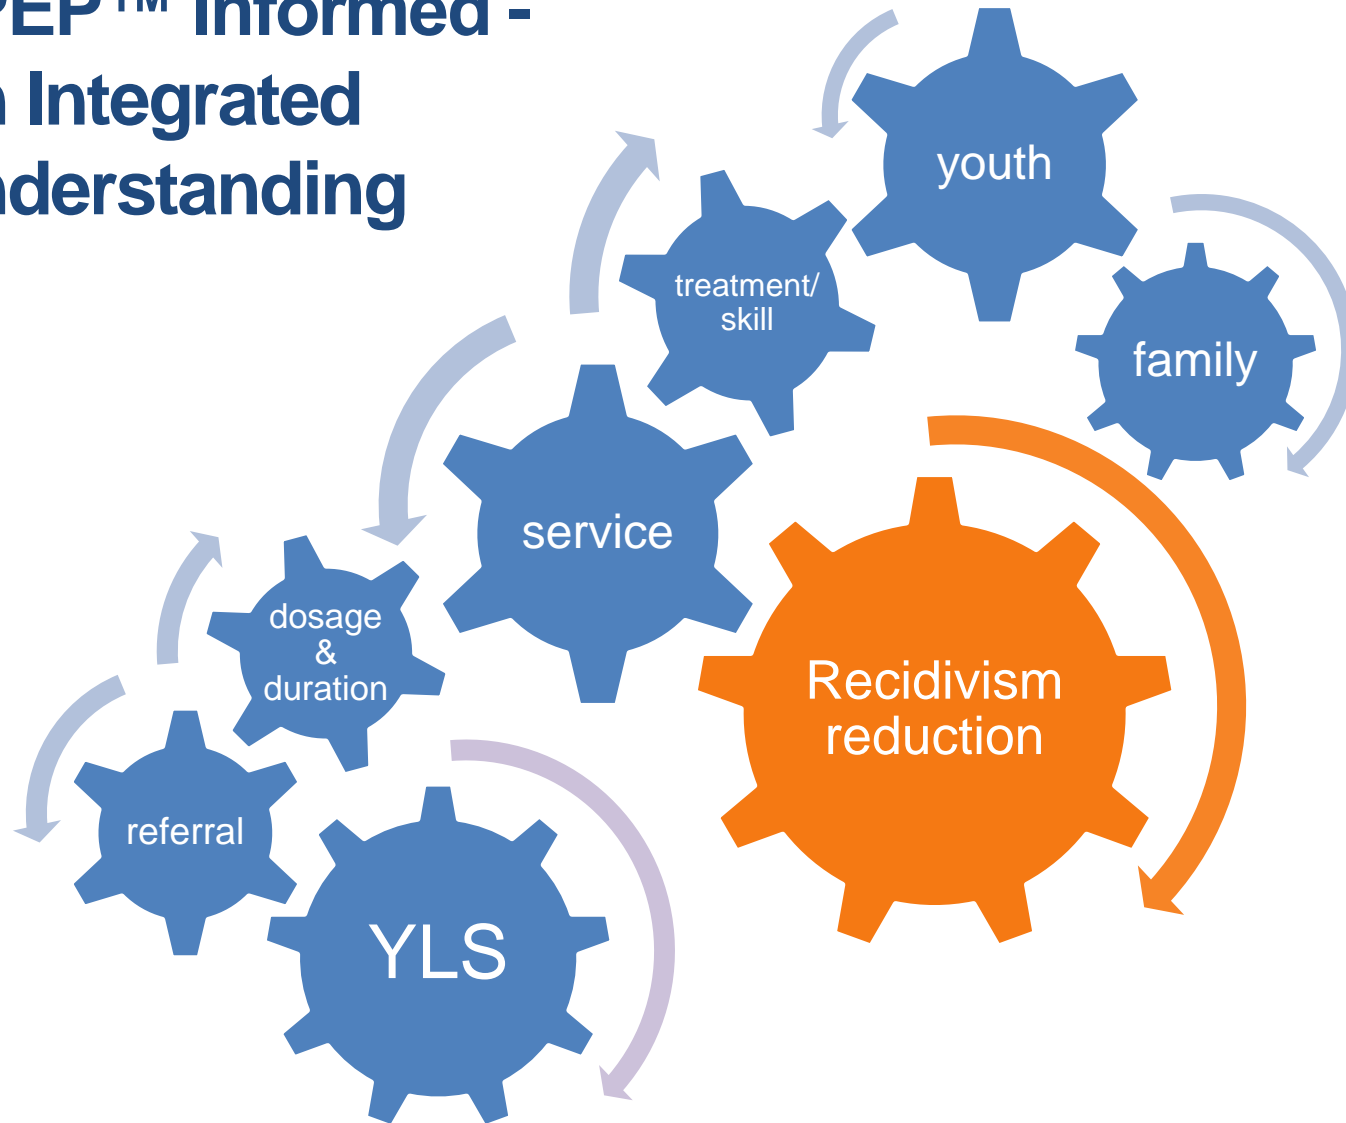 PEP™ Informed -
n Integrated
nderstanding
youth
treatment/
skill
family
service
dosage
&
duration
Recidivism
reduction
referral
YLS